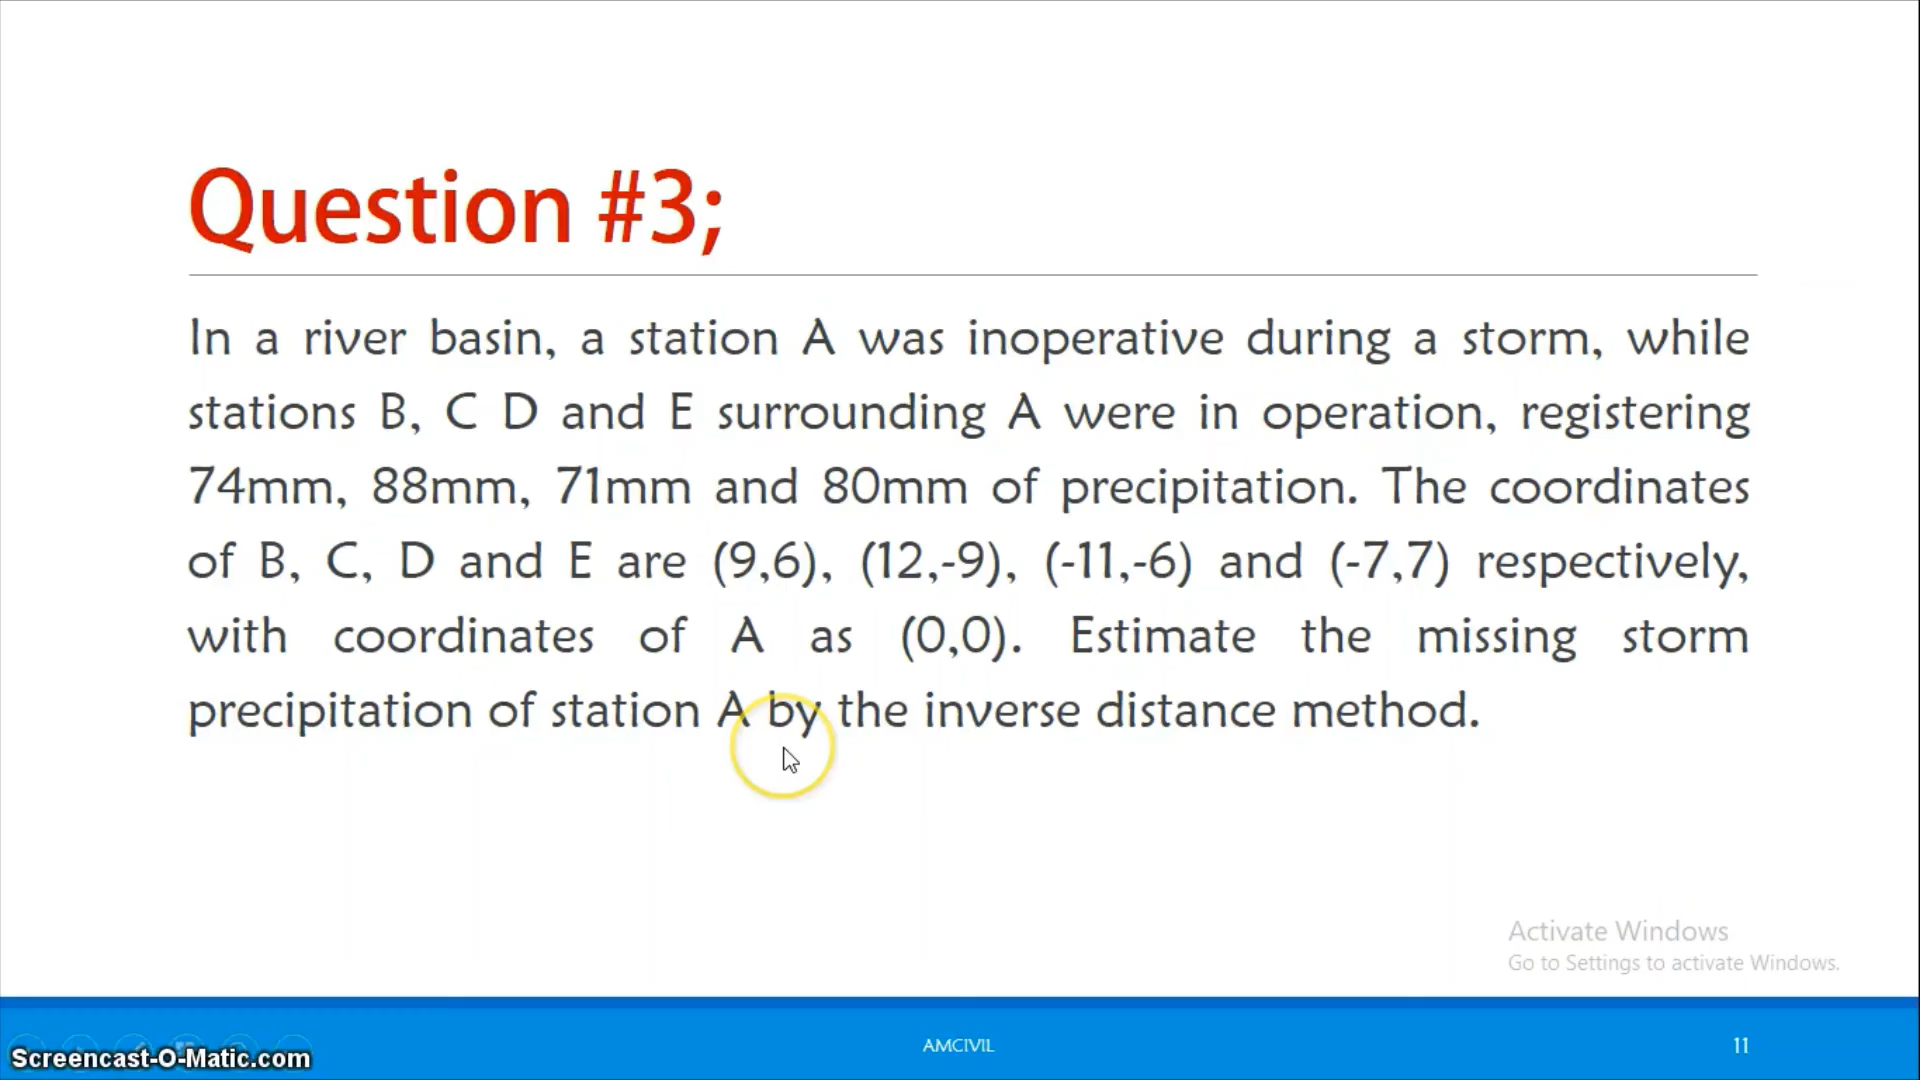 Question #3;
In a river basin, a station A was inoperative during a storm, while
stations B, C D and E surrounding A were in operation, registering
74mm, 88mm, 71mm and 80mm of precipitation. The coordinates
of B, C, D and E are (9,6), (12,-9), (-11,-6) and (-7,7) respectively,
with coordinates of A as (0,0). Estimate the missing storm
precipitation of station A by the inverse distance method.
Activate Windows
Go to Settings to activate Windows.
Screencast-O-Matic.com
AMCIVIL
11